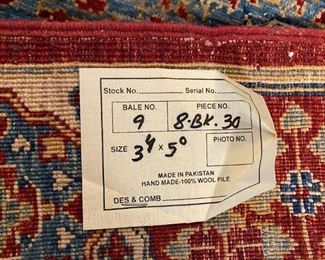 Stock No. Serial No.
BALE NO. PIECE NO.
9 8-BK. 30
SIZE 3⁴ x 5⁰ PHOTO NO.
MADE IN PAKISTAN
HAND MADE-100% WOOL PILE
DES & COMB